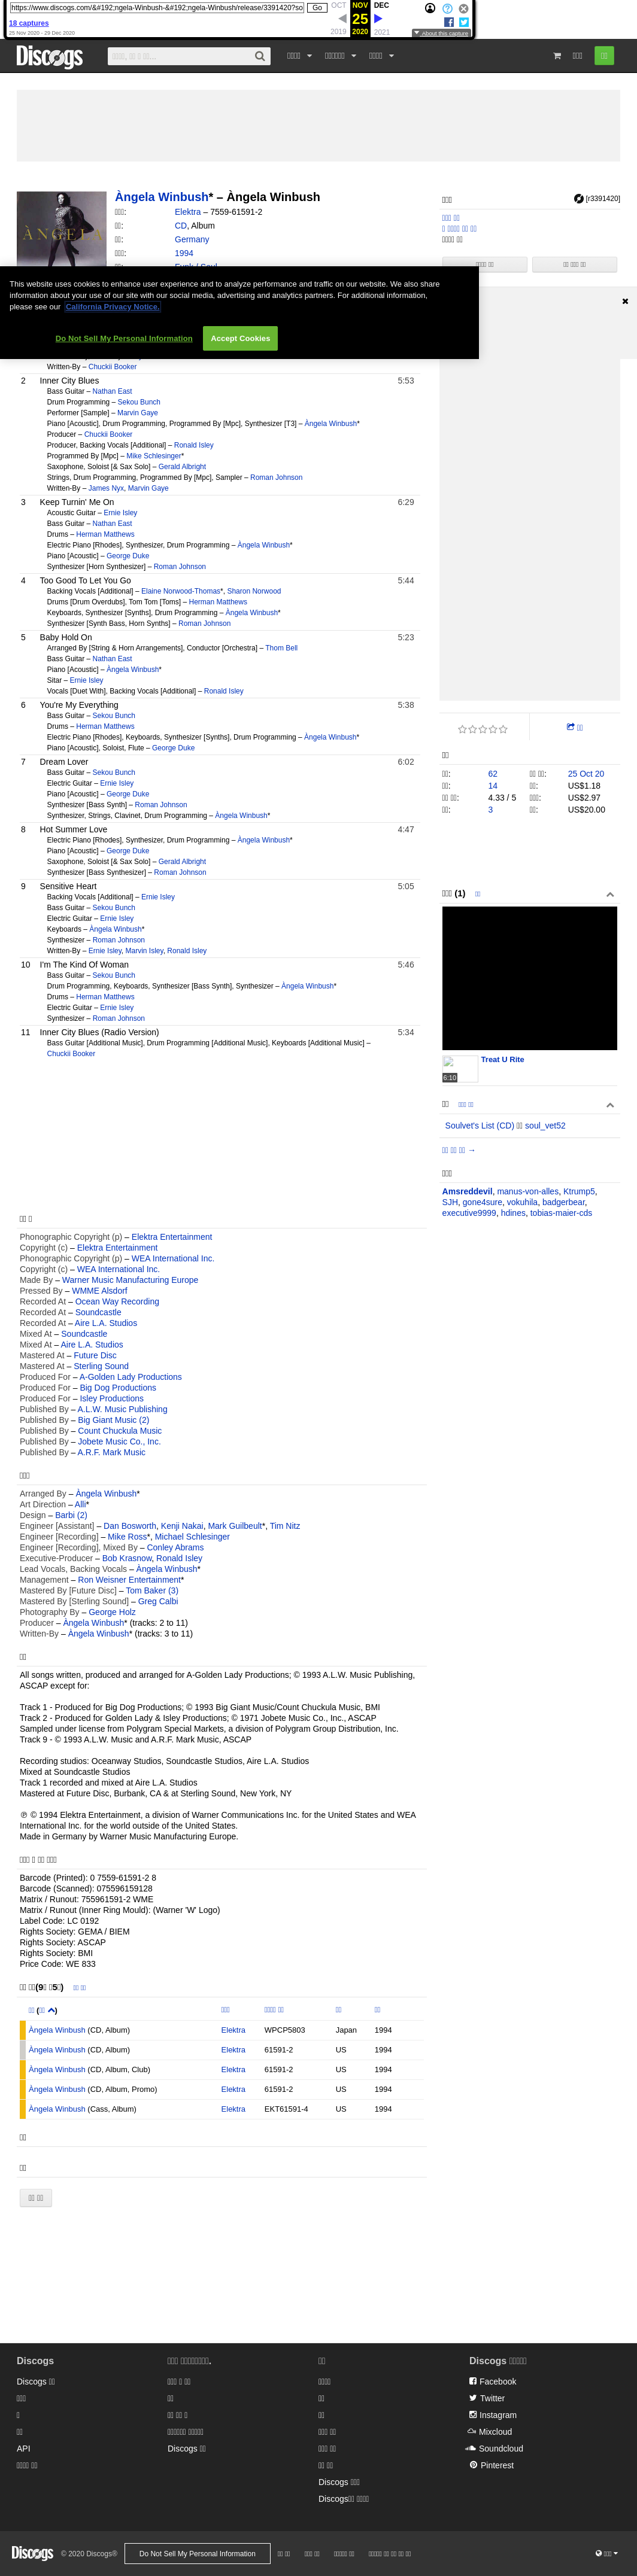 https://www.discogs.com/&#192;ngela-Winbush-&#192;ngela-Winbush/release/3391420?so
Go
OCT NOV DEC
18 captures
25
25 Nov 2020 - 29 Dec 2020
2019 2020 2021
About this capture
Discogs
Àngela Winbush* – Àngela Winbush
Elektra – 7559-61591-2
CD, Album
Germany
1994
Funk / Soul
[r3391420]
This website uses cookies to enhance user experience and to analyze performance and traffic on our website. We also share
information about your use of our site with our social media, advertising and analytics partners. For additional information,
please see our California Privacy Notice.
Do Not Sell My Personal Information
Accept Cookies
Written-By – Chuckii Booker
2 Inner City Blues 5:53
Bass Guitar – Nathan East
Drum Programming – Sekou Bunch
Performer [Sample] – Marvin Gaye
Piano [Acoustic], Drum Programming, Programmed By [Mpc], Synthesizer [T3] – Àngela Winbush*
Producer – Chuckii Booker
Producer, Backing Vocals [Additional] – Ronald Isley
Programmed By [Mpc] – Mike Schlesinger*
Saxophone, Soloist [& Sax Solo] – Gerald Albright
Strings, Drum Programming, Programmed By [Mpc], Sampler – Roman Johnson
Written-By – James Nyx, Marvin Gaye
3 Keep Turnin' Me On 6:29
Acoustic Guitar – Ernie Isley
Bass Guitar – Nathan East
Drums – Herman Matthews
Electric Piano [Rhodes], Synthesizer, Drum Programming – Àngela Winbush*
Piano [Acoustic] – George Duke
Synthesizer [Horn Synthesizer] – Roman Johnson
4 Too Good To Let You Go 5:44
Backing Vocals [Additional] – Elaine Norwood-Thomas*, Sharon Norwood
Drums [Drum Overdubs], Tom Tom [Toms] – Herman Matthews
Keyboards, Synthesizer [Synths], Drum Programming – Àngela Winbush*
Synthesizer [Synth Bass, Horn Synths] – Roman Johnson
5 Baby Hold On 5:23
Arranged By [String & Horn Arrangements], Conductor [Orchestra] – Thom Bell
Bass Guitar – Nathan East
Piano [Acoustic] – Àngela Winbush*
Sitar – Ernie Isley
Vocals [Duet With], Backing Vocals [Additional] – Ronald Isley
6 You're My Everything 5:38
Bass Guitar – Sekou Bunch
Drums – Herman Matthews
Electric Piano [Rhodes], Keyboards, Synthesizer [Synths], Drum Programming – Àngela Winbush*
Piano [Acoustic], Soloist, Flute – George Duke
7 Dream Lover 6:02
Bass Guitar – Sekou Bunch
Electric Guitar – Ernie Isley
Piano [Acoustic] – George Duke
Synthesizer [Bass Synth] – Roman Johnson
Synthesizer, Strings, Clavinet, Drum Programming – Àngela Winbush*
8 Hot Summer Love 4:47
Electric Piano [Rhodes], Synthesizer, Drum Programming – Àngela Winbush*
Piano [Acoustic] – George Duke
Saxophone, Soloist [& Sax Solo] – Gerald Albright
Synthesizer [Bass Synthesizer] – Roman Johnson
9 Sensitive Heart 5:05
Backing Vocals [Additional] – Ernie Isley
Bass Guitar – Sekou Bunch
Electric Guitar – Ernie Isley
Keyboards – Àngela Winbush*
Synthesizer – Roman Johnson
Written-By – Ernie Isley, Marvin Isley, Ronald Isley
10 I'm The Kind Of Woman 5:46
Bass Guitar – Sekou Bunch
Drum Programming, Keyboards, Synthesizer [Bass Synth], Synthesizer – Àngela Winbush*
Drums – Herman Matthews
Electric Guitar – Ernie Isley
Synthesizer – Roman Johnson
11 Inner City Blues (Radio Version) 5:34
Bass Guitar [Additional Music], Drum Programming [Additional Music], Keyboards [Additional Music] –
Chuckii Booker
62 25 Oct 20
14 US$1.18
4.33 / 5 US$2.97
3 US$20.00
(1)
Treat U Rite
6:10
Soulvet's List (CD) soul_vet52
→
Amsreddevil, manus-von-alles, Ktrump5,
SJH, gone4sure, vokuhila, badgerbear,
executive9999, hdines, tobias-maier-cds
Phonographic Copyright (p) – Elektra Entertainment
Copyright (c) – Elektra Entertainment
Phonographic Copyright (p) – WEA International Inc.
Copyright (c) – WEA International Inc.
Made By – Warner Music Manufacturing Europe
Pressed By – WMME Alsdorf
Recorded At – Ocean Way Recording
Recorded At – Soundcastle
Recorded At – Aire L.A. Studios
Mixed At – Soundcastle
Mixed At – Aire L.A. Studios
Mastered At – Future Disc
Mastered At – Sterling Sound
Produced For – A-Golden Lady Productions
Produced For – Big Dog Productions
Produced For – Isley Productions
Published By – A.L.W. Music Publishing
Published By – Big Giant Music (2)
Published By – Count Chuckula Music
Published By – Jobete Music Co., Inc.
Published By – A.R.F. Mark Music
Arranged By – Àngela Winbush*
Art Direction – Alli*
Design – Barbi (2)
Engineer [Assistant] – Dan Bosworth, Kenji Nakai, Mark Guilbeult*, Tim Nitz
Engineer [Recording] – Mike Ross*, Michael Schlesinger
Engineer [Recording], Mixed By – Conley Abrams
Executive-Producer – Bob Krasnow, Ronald Isley
Lead Vocals, Backing Vocals – Àngela Winbush*
Management – Ron Weisner Entertainment*
Mastered By [Future Disc] – Tom Baker (3)
Mastered By [Sterling Sound] – Greg Calbi
Photography By – George Holz
Producer – Àngela Winbush* (tracks: 2 to 11)
Written-By – Àngela Winbush* (tracks: 3 to 11)
All songs written, produced and arranged for A-Golden Lady Productions; © 1993 A.L.W. Music Publishing,
ASCAP except for:
Track 1 - Produced for Big Dog Productions; © 1993 Big Giant Music/Count Chuckula Music, BMI
Track 2 - Produced for Golden Lady & Isley Productions; © 1971 Jobete Music Co., Inc., ASCAP
Sampled under license from Polygram Special Markets, a division of Polygram Group Distribution, Inc.
Track 9 - © 1993 A.L.W. Music and A.R.F. Mark Music, ASCAP
Recording studios: Oceanway Studios, Soundcastle Studios, Aire L.A. Studios
Mixed at Soundcastle Studios
Track 1 recorded and mixed at Aire L.A. Studios
Mastered at Future Disc, Burbank, CA & at Sterling Sound, New York, NY
℗ © 1994 Elektra Entertainment, a division of Warner Communications Inc. for the United States and WEA
International Inc. for the world outside of the United States.
Made in Germany by Warner Music Manufacturing Europe.
Barcode (Printed): 0 7559-61591-2 8
Barcode (Scanned): 075596159128
Matrix / Runout: 755961591-2 WME
Matrix / Runout (Inner Ring Mould): (Warner 'W' Logo)
Label Code: LC 0192
Rights Society: GEMA / BIEM
Rights Society: ASCAP
Rights Society: BMI
Price Code: WE 833
Àngela Winbush (CD, Album) Elektra WPCP5803 Japan 1994
Àngela Winbush (CD, Album) Elektra 61591-2 US 1994
Àngela Winbush (CD, Album, Club) Elektra 61591-2 US 1994
Àngela Winbush (CD, Album, Promo) Elektra 61591-2 US 1994
Àngela Winbush (Cass, Album) Elektra EKT61591-4 US 1994
Discogs
Discogs
API
Discogs
Discogs
Discogs
Discogs
Facebook
Twitter
Instagram
Mixcloud
Soundcloud
Pinterest
Discogs © 2020 Discogs®
Do Not Sell My Personal Information